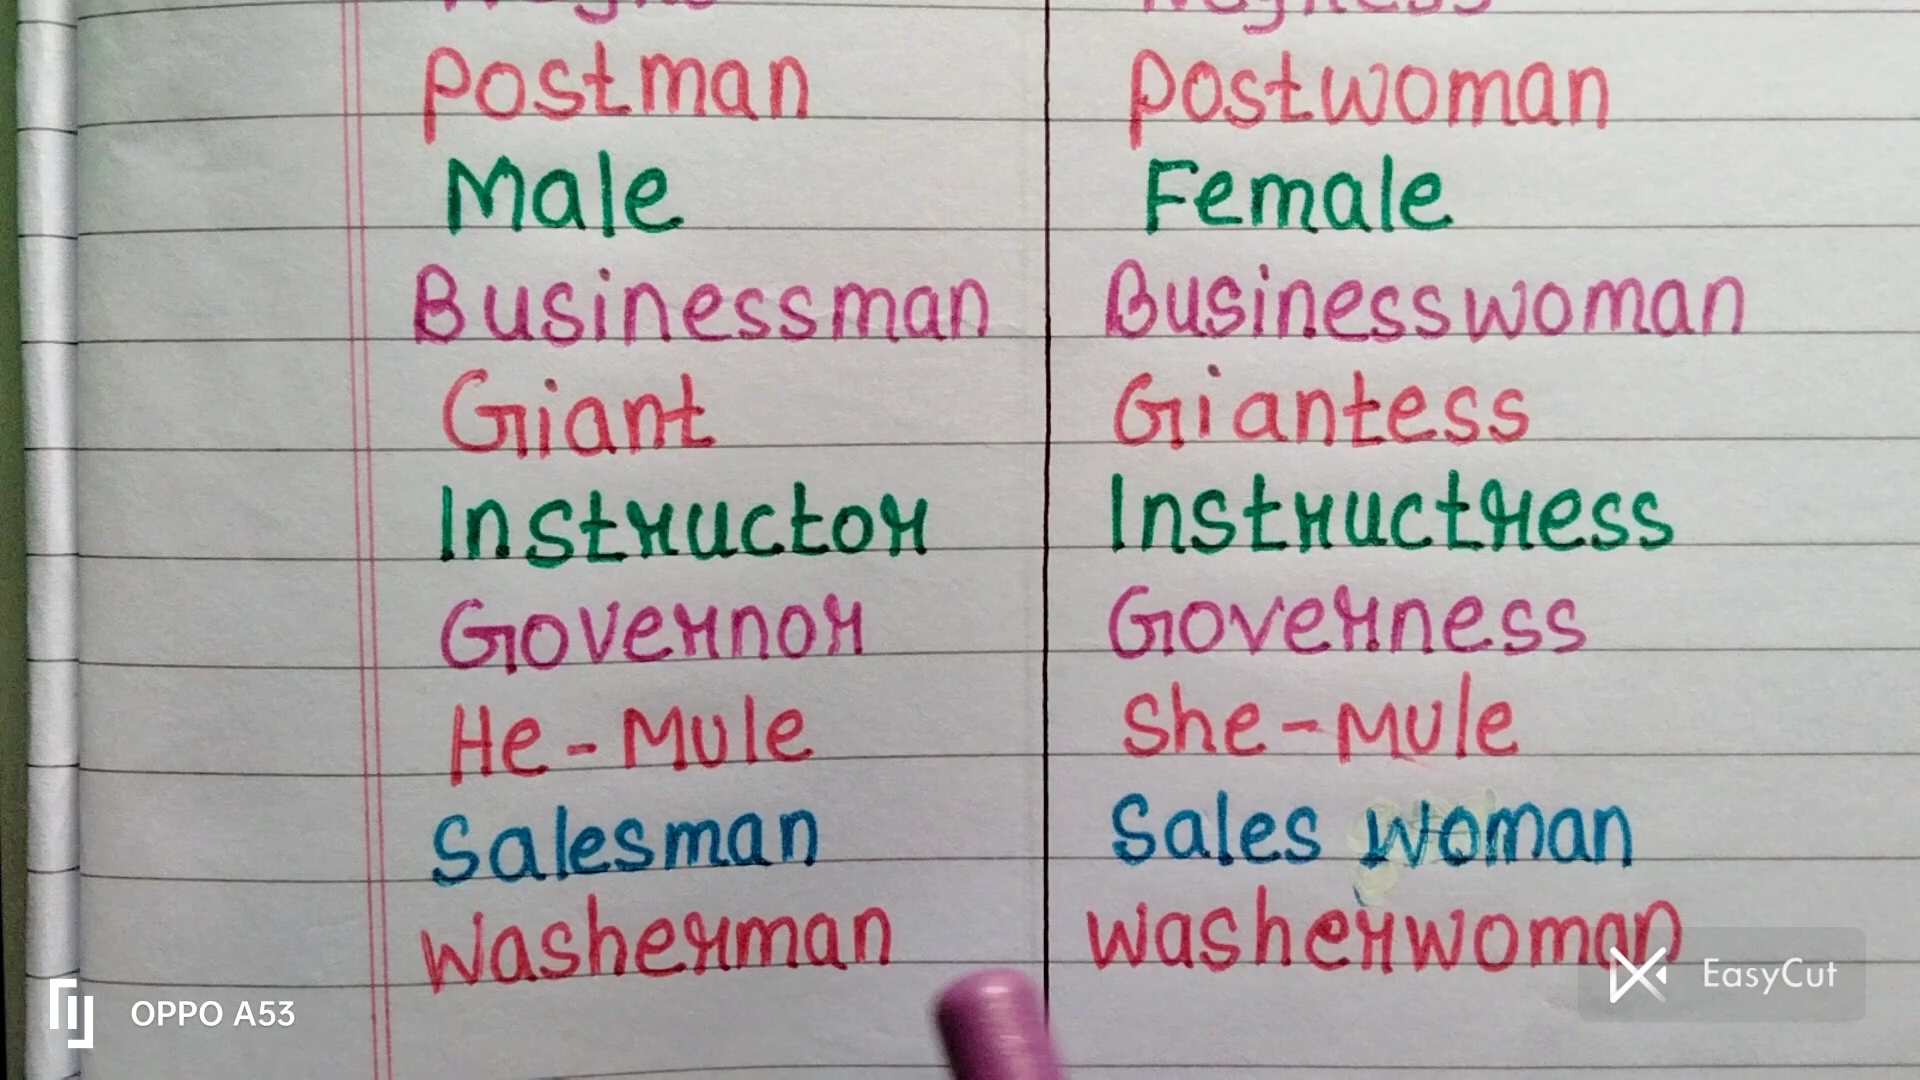 Postman Postwoman
Male Female
Businessman Businesswoman
Giant Giantess
Instructor Instructress
Governor Governess
He-Mule She-Mule
Salesman Sales woman
Washerman Washerwoman
OPPO A53 EasyCut